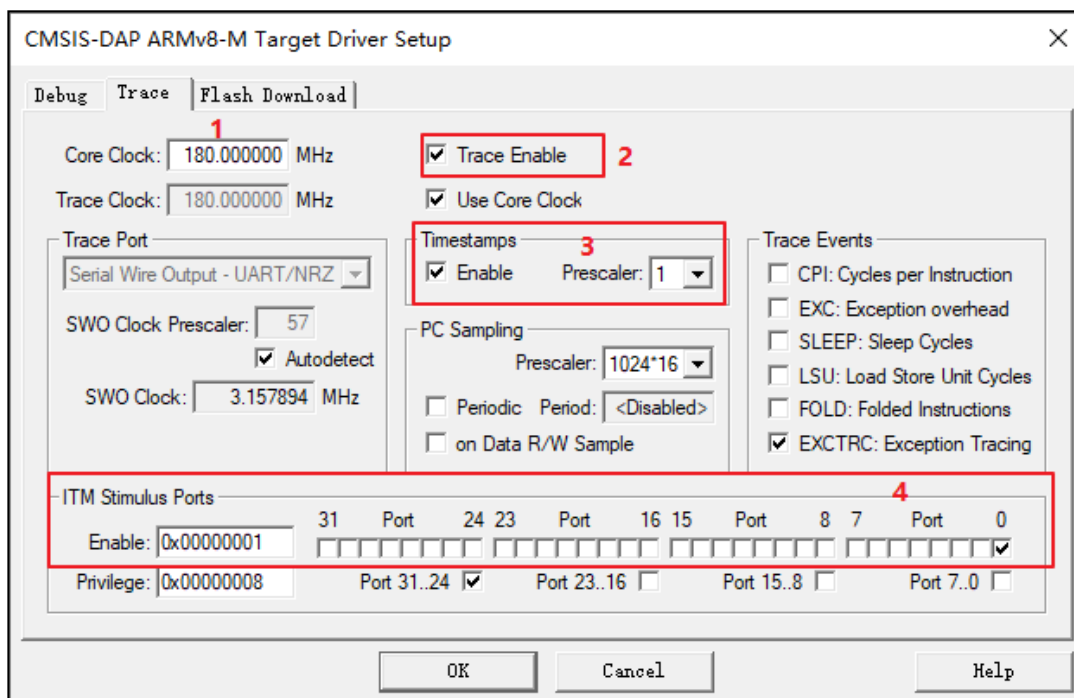 CMSIS-DAP ARMv8-M Target Driver Setup
Debug Trace Flash Download
1
Core Clock: 180.000000 MHz
Trace Enable 2
Trace Clock: 180.000000 MHz
Use Core Clock
Trace Port
Serial Wire Output - UART/NRZ
SWO Clock Prescaler: 57
Autodetect
SWO Clock: 3.157894 MHz
Timestamps 3
Enable Prescaler: 1
PC Sampling
Prescaler: 1024*16
Periodic Period: <Disabled>
on Data R/W Sample
Trace Events
CPI: Cycles per Instruction
EXC: Exception overhead
SLEEP: Sleep Cycles
LSU: Load Store Unit Cycles
FOLD: Folded Instructions
EXCTRC: Exception Tracing
ITM Stimulus Ports 4
31 Port 24 23 Port 16 15 Port 8 7 Port 0
Enable: 0x00000001
Privilege: 0x00000008 Port 31..24 Port 23..16 Port 15..8 Port 7..0
OK Cancel Help